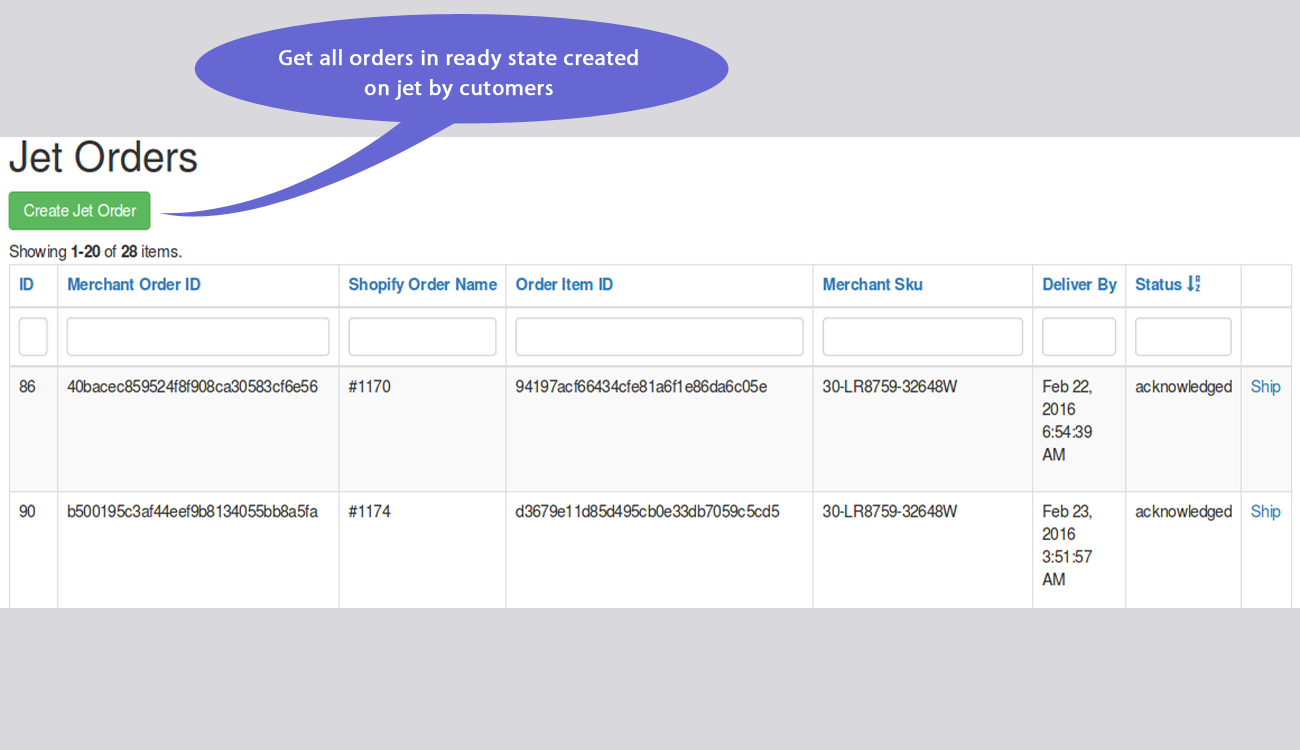 Get all orders in ready state created
on jet by cutomers
Jet Orders
Create Jet Order
Showing 1-20 of 28 items.
ID Merchant Order ID Shopify Order Name Order Item ID Merchant Sku Deliver By Status
86 40bacec859524f8f908ca30583cf6e56 #1170 94197acf66434cfe81a6f1e86da6c05e 30-LR8759-32648W Feb 22, acknowledged Ship
2016
6:54:39
AM
90 b500195c3af44eef9b8134055bb8a5fa #1174 d3679e11d85d495cb0e33db7059c5cd5 30-LR8759-32648W Feb 23, acknowledged Ship
2016
3:51:57
AM